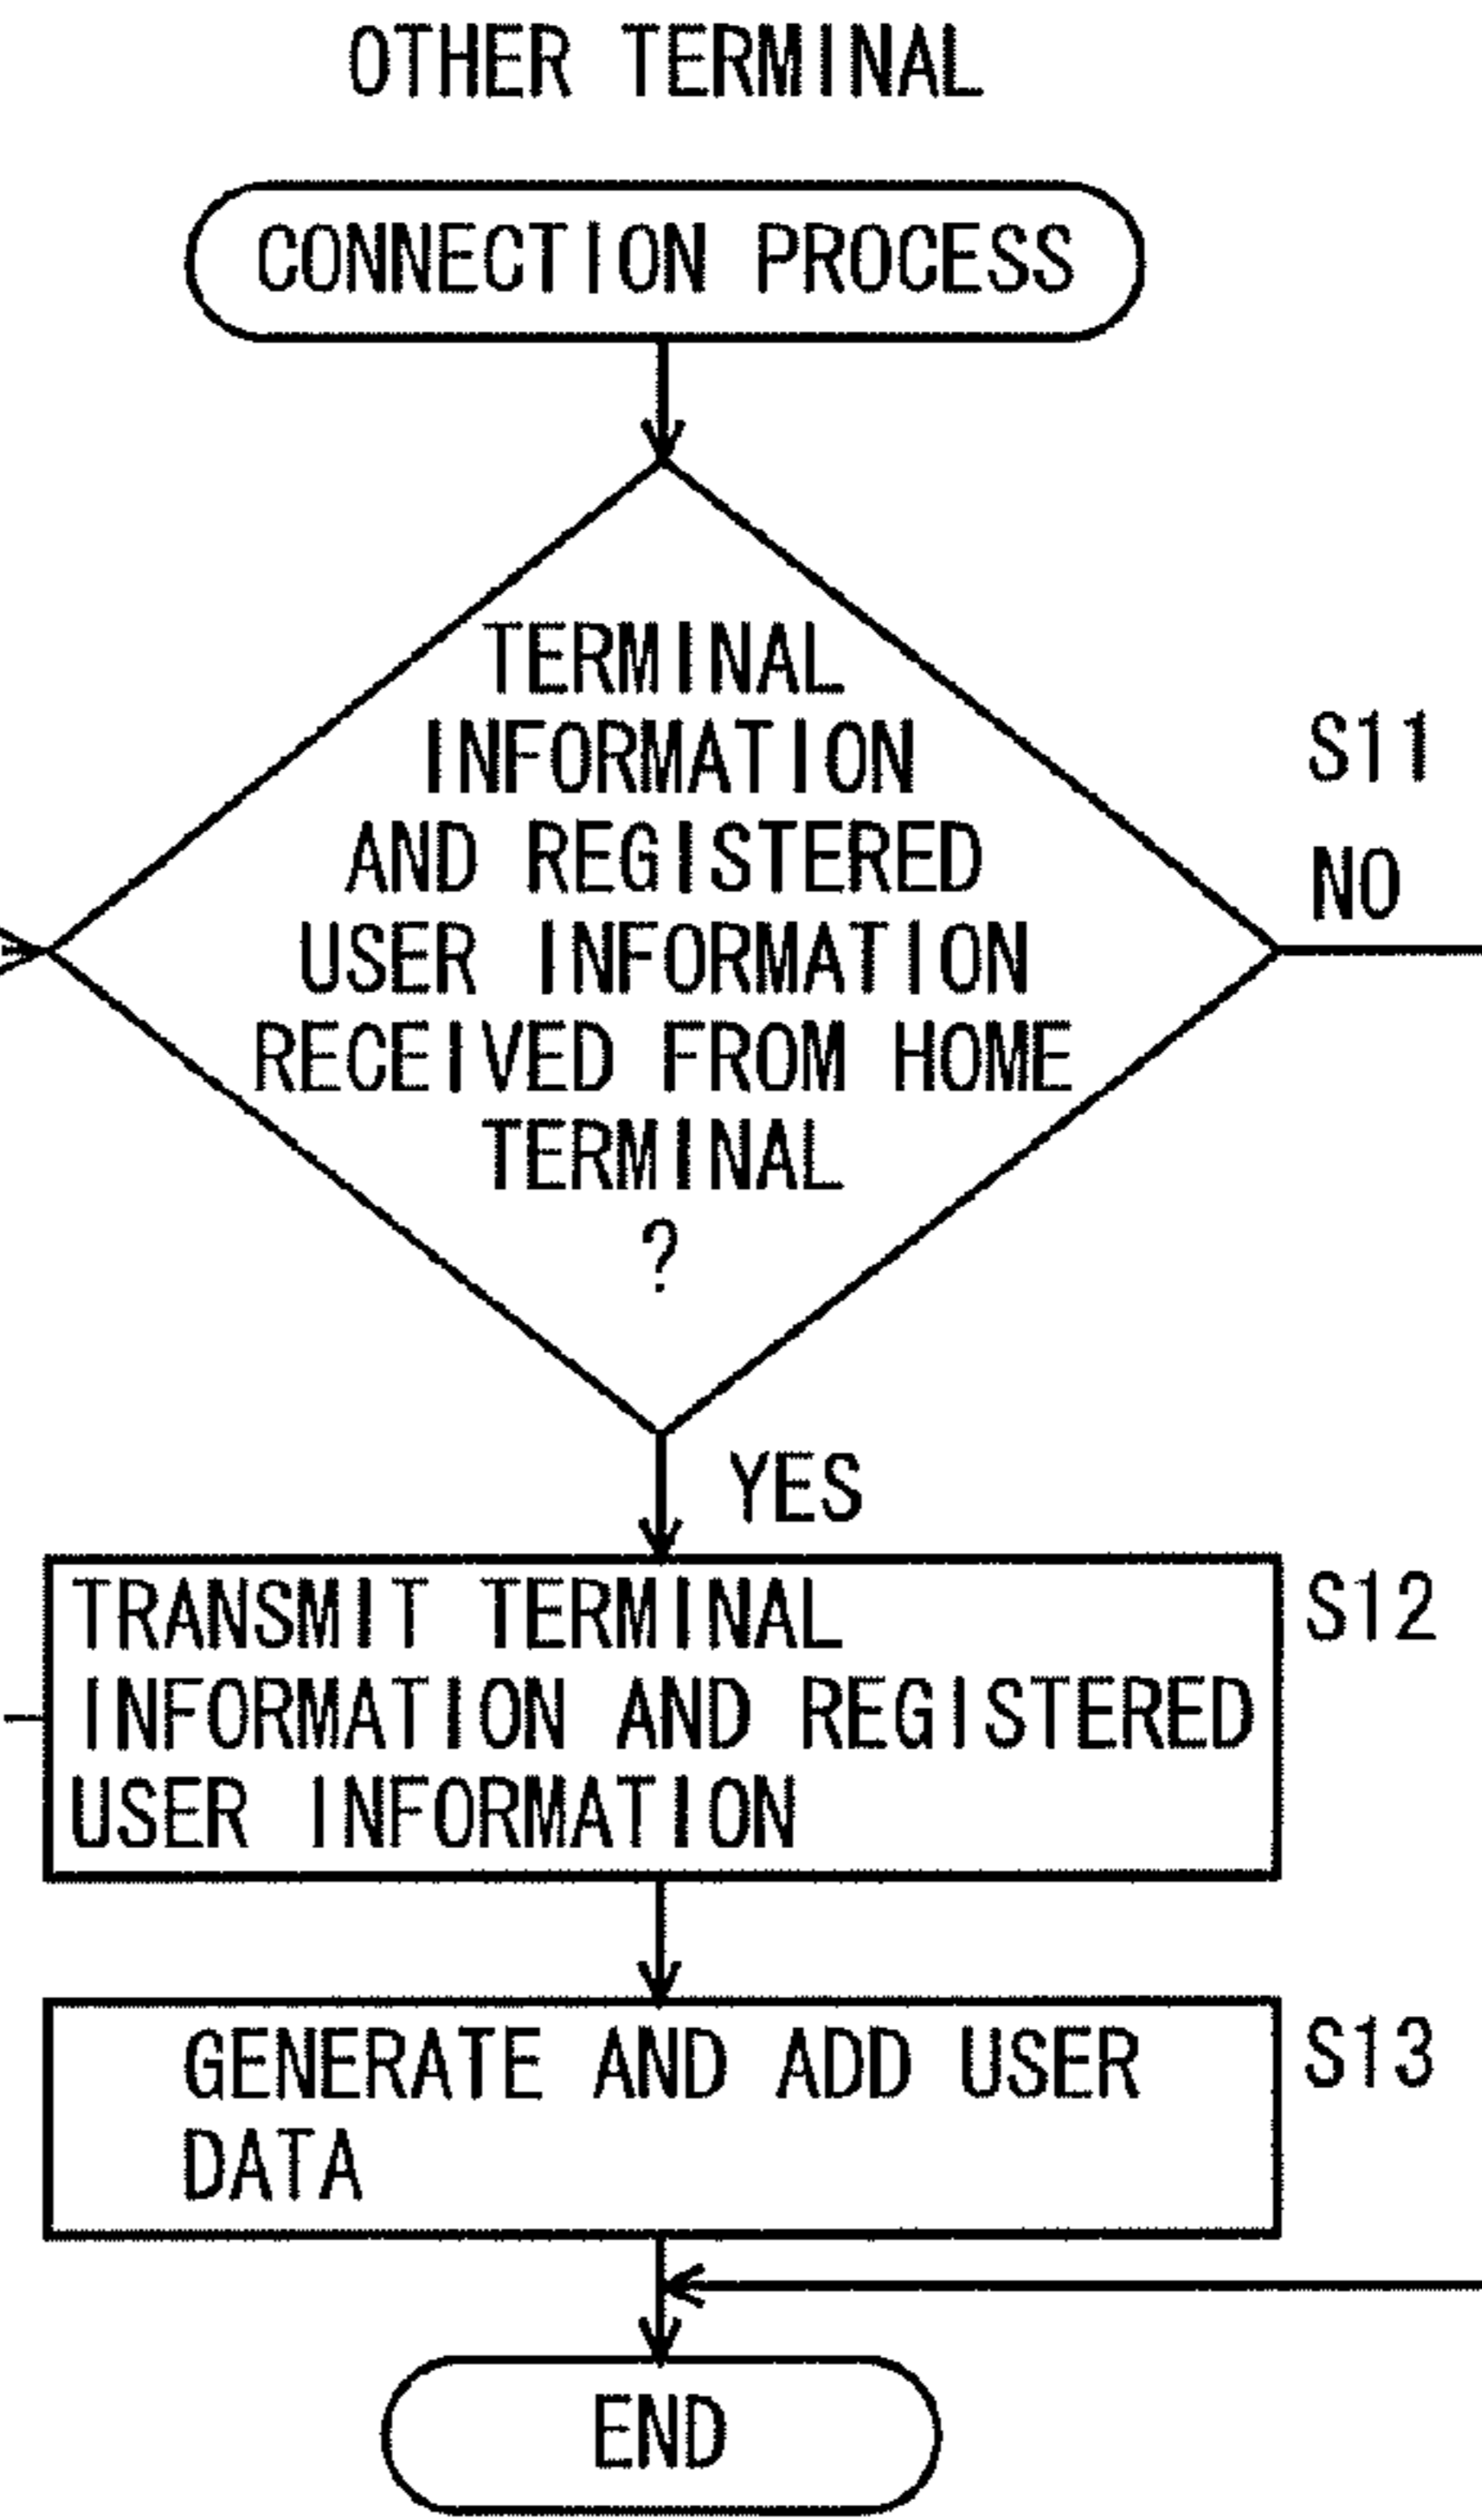 OTHER TERMINAL
CONNECTION PROCESS
TERMINAL
INFORMATION
AND REGISTERED
USER INFORMATION
RECEIVED FROM HOME
TERMINAL
?
S11
NO
YES
TRANSMIT TERMINAL
INFORMATION AND REGISTERED
USER INFORMATION
S12
GENERATE AND ADD USER
DATA
S13
END